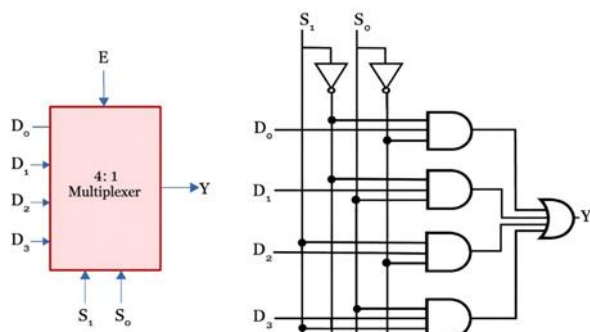 E
D₀
D₁
D₂
D₃
4: 1
Multiplexer
Y
S₁ S₀
S₁ S₀
D₀
D₁
D₂
D₃
Y